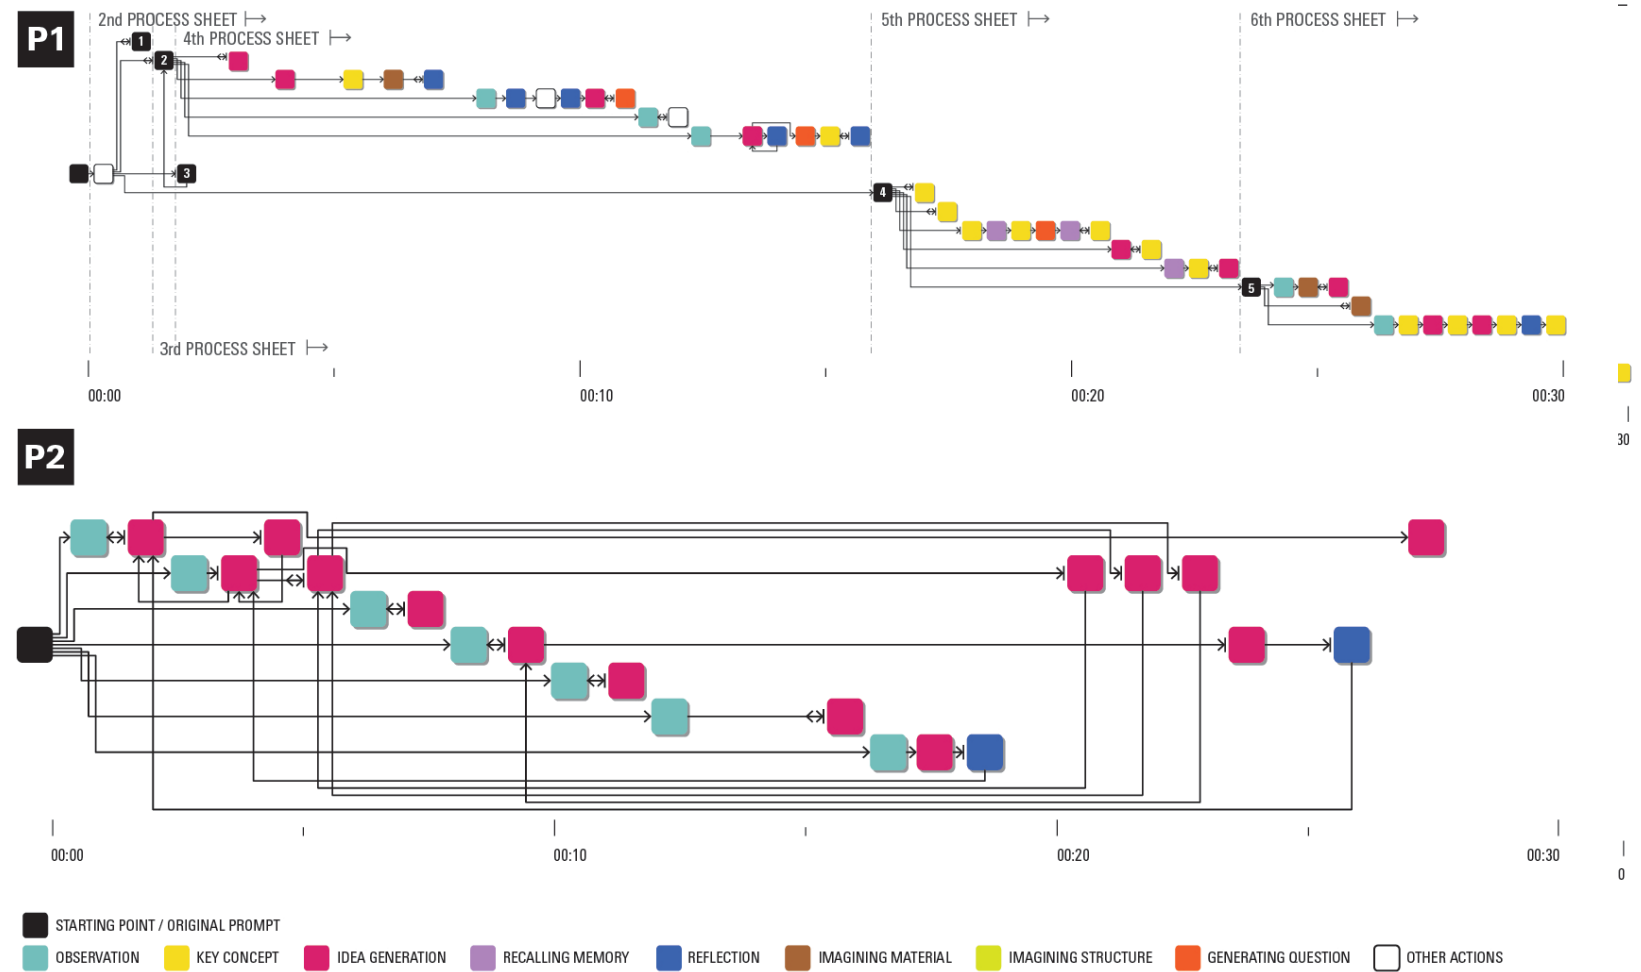 P1
2nd PROCESS SHEET
5th PROCESS SHEET
6th PROCESS SHEET
4th PROCESS SHEET
1
2
3
4
5
3rd PROCESS SHEET
00:00
00:10
00:20
00:30
30
P2
00:00
00:10
00:20
00:30
0
STARTING POINT / ORIGINAL PROMPT
OBSERVATION KEY CONCEPT IDEA GENERATION RECALLING MEMORY REFLECTION IMAGINING MATERIAL IMAGINING STRUCTURE GENERATING QUESTION OTHER ACTIONS